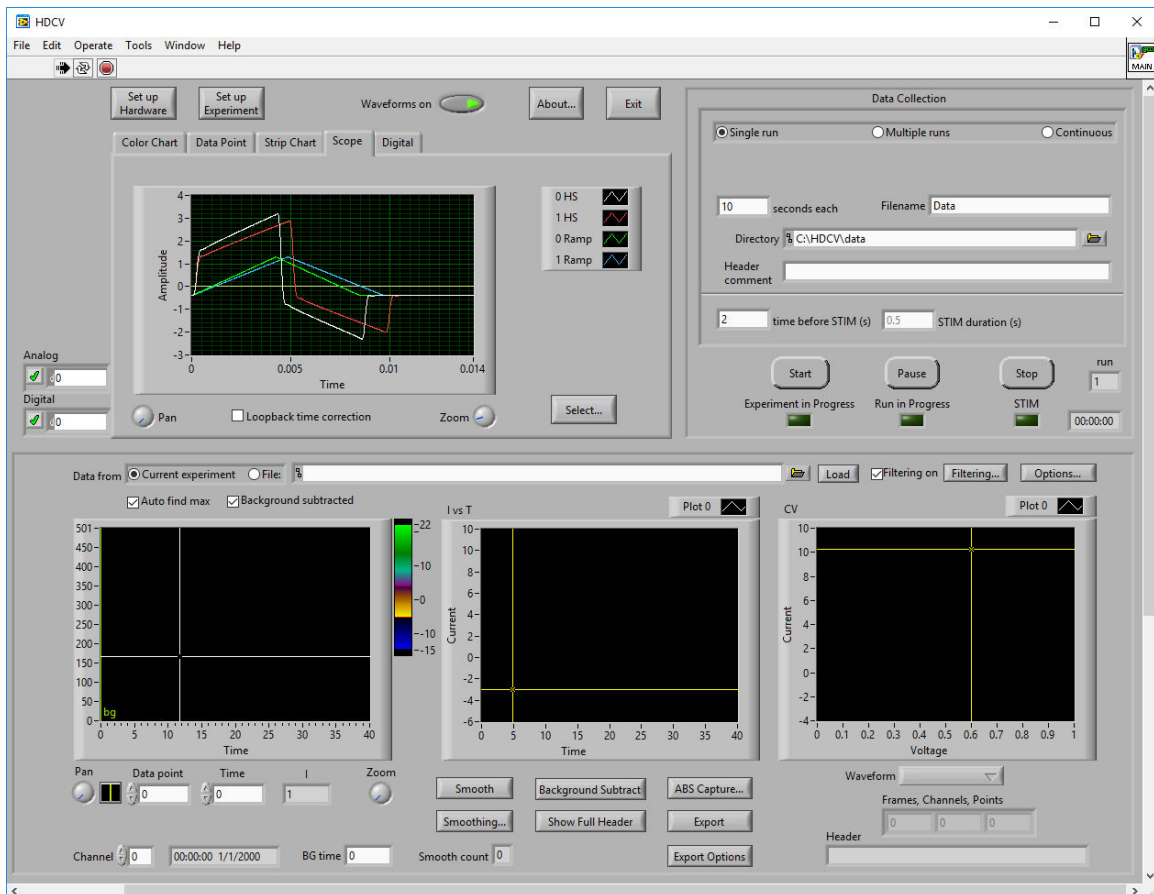 HDCV
File Edit Operate Tools Window Help
MAIN
Set up Hardware
Set up Experiment
Waveforms on
About...
Exit
Color Chart Data Point Strip Chart Scope Digital
Amplitude
4
3
2
1
0
-1
-2
-3
0 0.005 0.01 0.014
Time
0 HS
1 HS
0 Ramp
1 Ramp
Analog
0
Digital
0
Pan
Loopback time correction
Zoom
Select...
Data Collection
Single run Multiple runs Continuous
10 seconds each Filename Data
Directory C:\HDCV\data
Header comment
2 time before STIM (s) 0.5 STIM duration (s)
Start Pause Stop run
1
Experiment in Progress Run in Progress STIM
00:00:00
Data from Current experiment File: Load Filtering on Filtering... Options...
Auto find max Background subtracted
501
450
400
350
300
250
200
150
100
50
0
bg
0 5 10 15 20 25 30 35 40
Time
22
10
0
-10
-15
I vs T Plot 0
Current
10
10
8
6
4
2
0
-2
-4
-6
0 5 10 15 20 25 30 35 40
Time
CV Plot 0
Current
10
10
8
6
4
2
0
-2
-4
0 0.1 0.2 0.3 0.4 0.5 0.6 0.7 0.8 0.9 1
Voltage
Pan Data point Time I Zoom
0 0 1
Smooth Background Subtract ABS Capture...
Smoothing... Show Full Header Export
Channel 0 00:00:00 1/1/2000 BG time 0 Smooth count 0 Export Options
Waveform
Frames, Channels, Points
0 0 0
Header